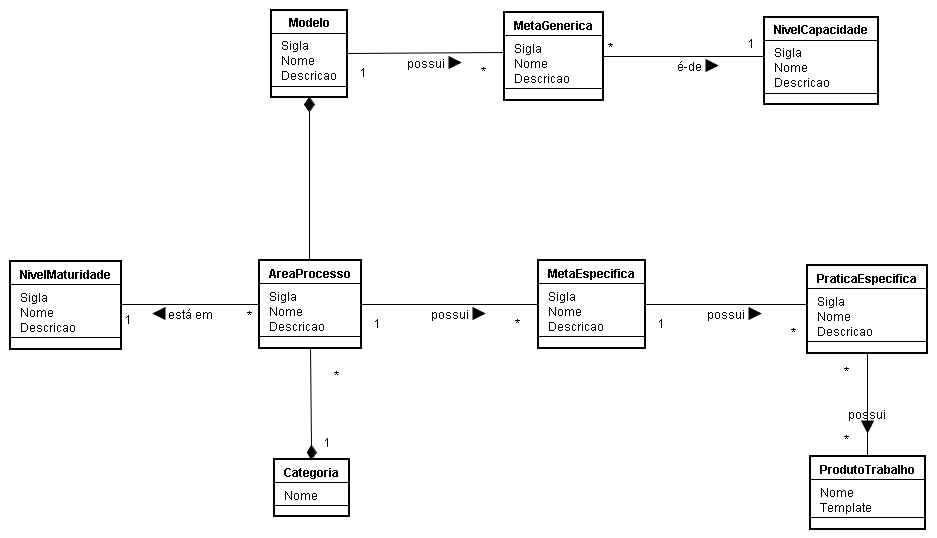 Modelo
Sigla
Nome
Descricao
1
possui
*
MetaGenerica
Sigla
Nome
Descricao
*
é-de
1
NivelCapacidade
Sigla
Nome
Descricao
NivelMaturidade
Sigla
Nome
Descricao
1
está em
*
AreaProcesso
Sigla
Nome
Descricao
1
possui
*
MetaEspecifica
Sigla
Nome
Descricao
1
possui
*
PraticaEspecifica
Sigla
Nome
Descricao
*
1
Categoria
Nome
*
possui
*
ProdutoTrabalho
Nome
Template